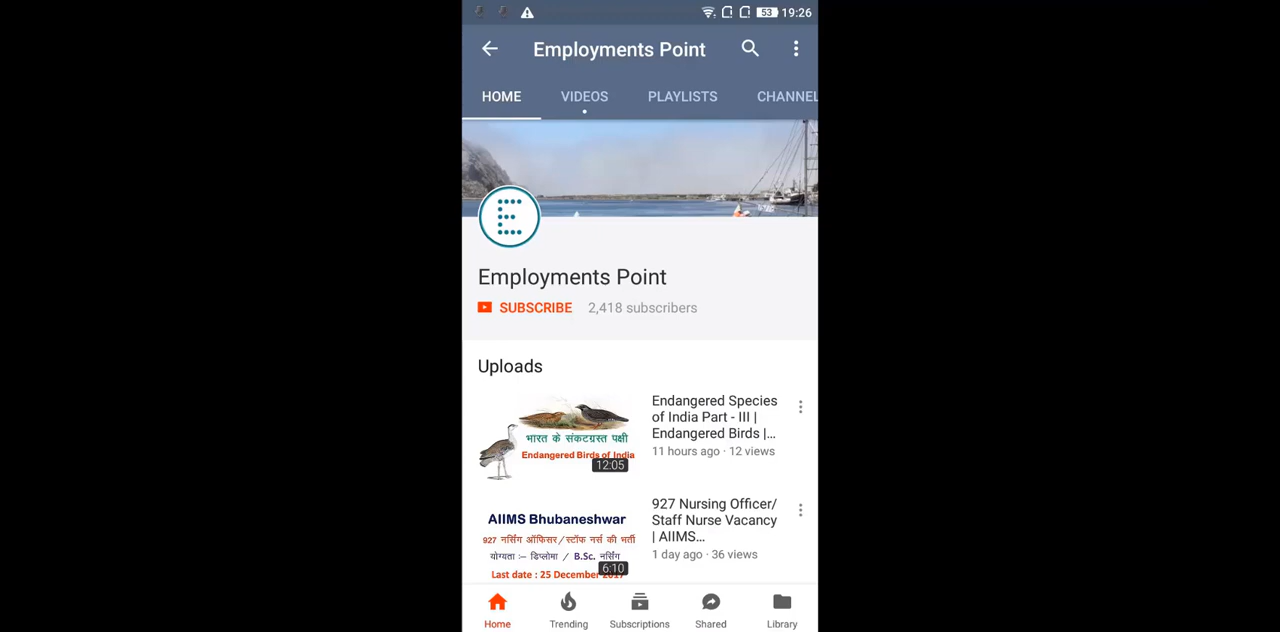 53 19:26
Employments Point
HOME VIDEOS PLAYLISTS CHANNEL
E
Employments Point
SUBSCRIBE 2,418 subscribers
Uploads
भारत के संकटग्रस्त पक्षी
Endangered Birds of India
12:05
Endangered Species
of India Part - III |
Endangered Birds |...
11 hours ago · 12 views
AIIMS Bhubaneshwar
927 नर्सिंग ऑफिसर/स्टॉफ नर्स की भर्ती
योग्यता :- डिप्लोमा / B.Sc. नर्सिंग
Last date : 25 December 2017
6:10
927 Nursing Officer/
Staff Nurse Vacancy
| AIIMS...
1 day ago · 36 views
Home Trending Subscriptions Shared Library